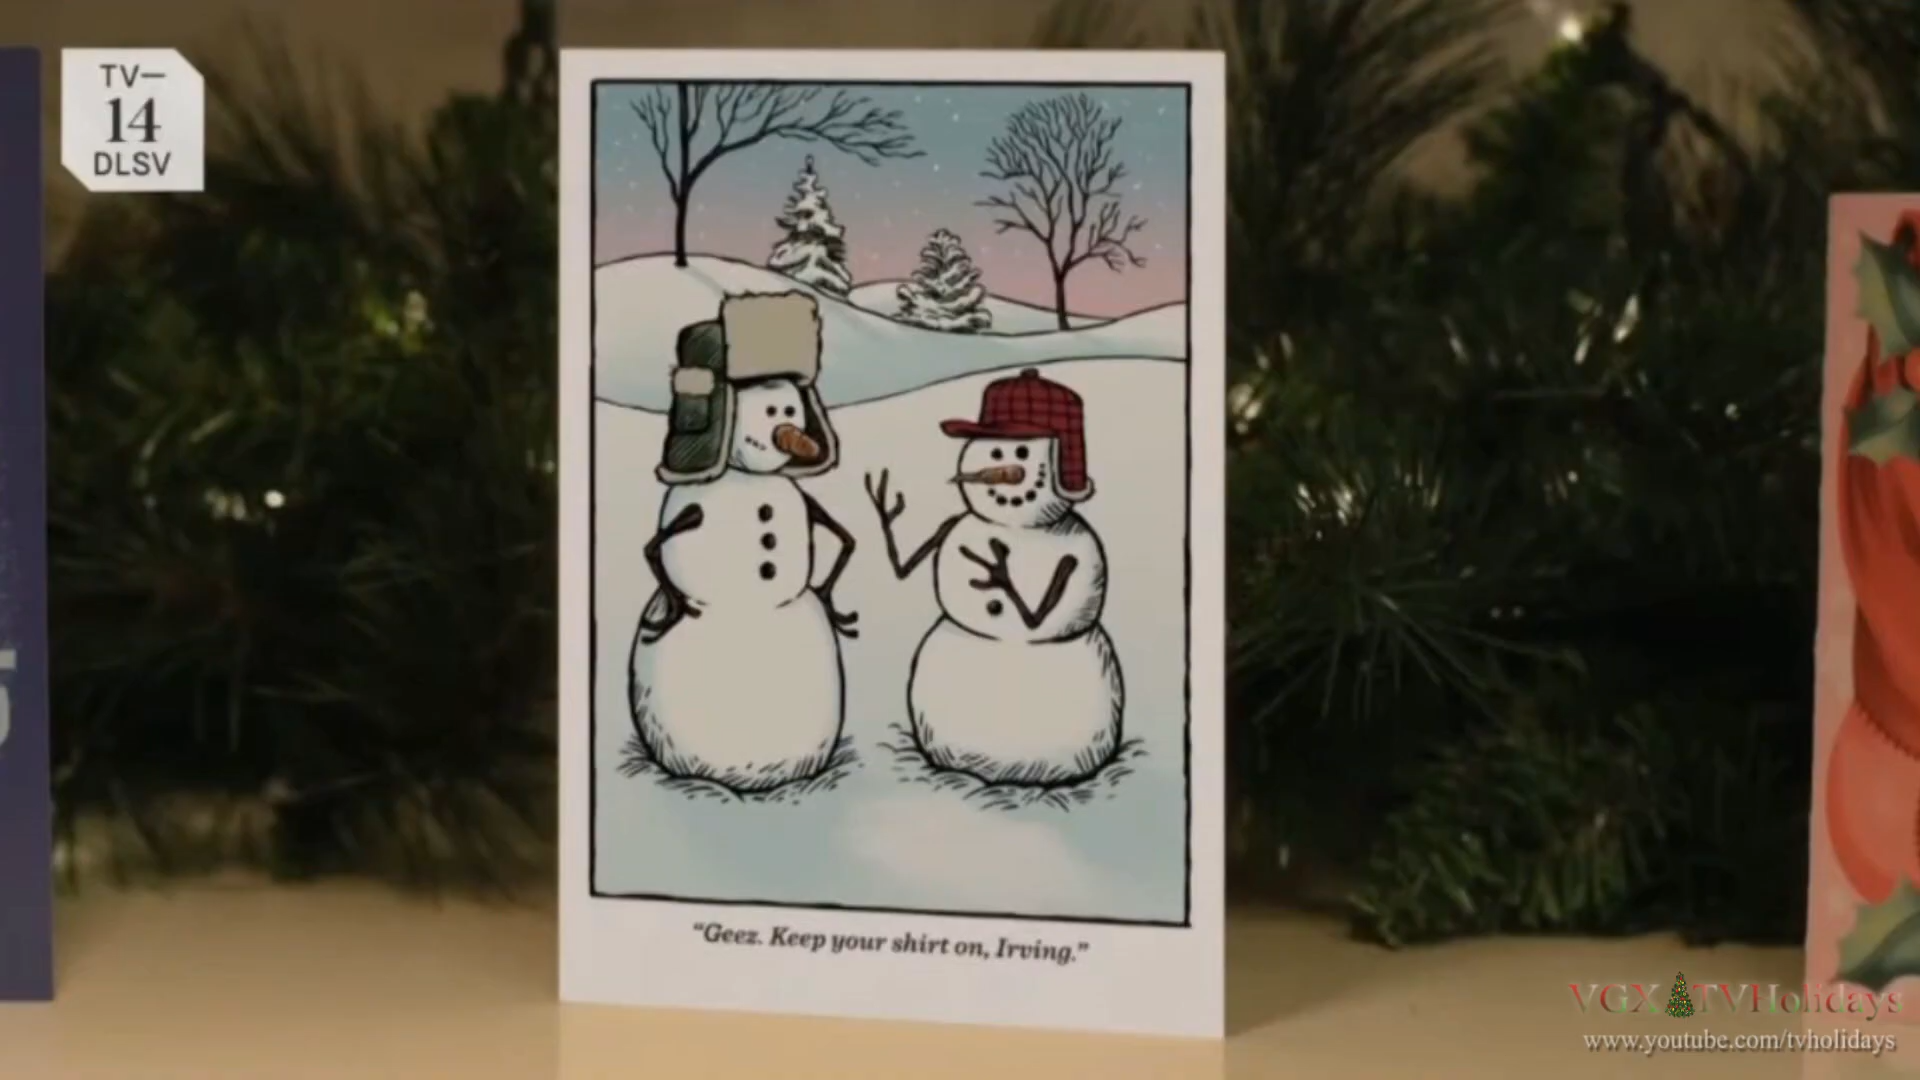 TV-
14
DLSV
"Geez. Keep your shirt on, Irving."
VGX TVHolidays
www.youtube.com/tvholidays